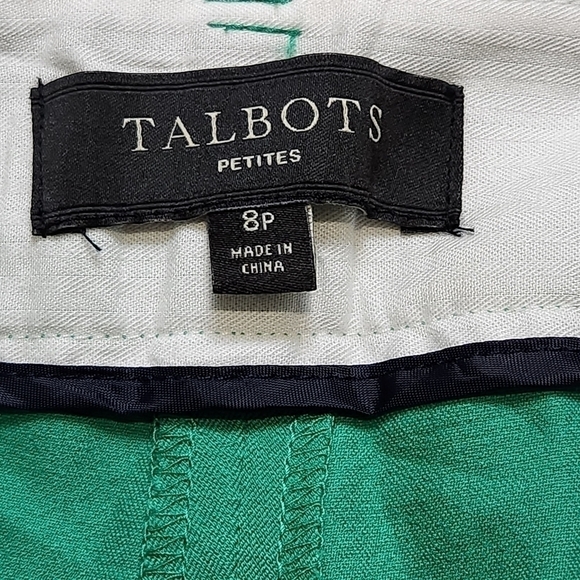 TALBOTS
PETITES
8P
MADE IN
CHINA